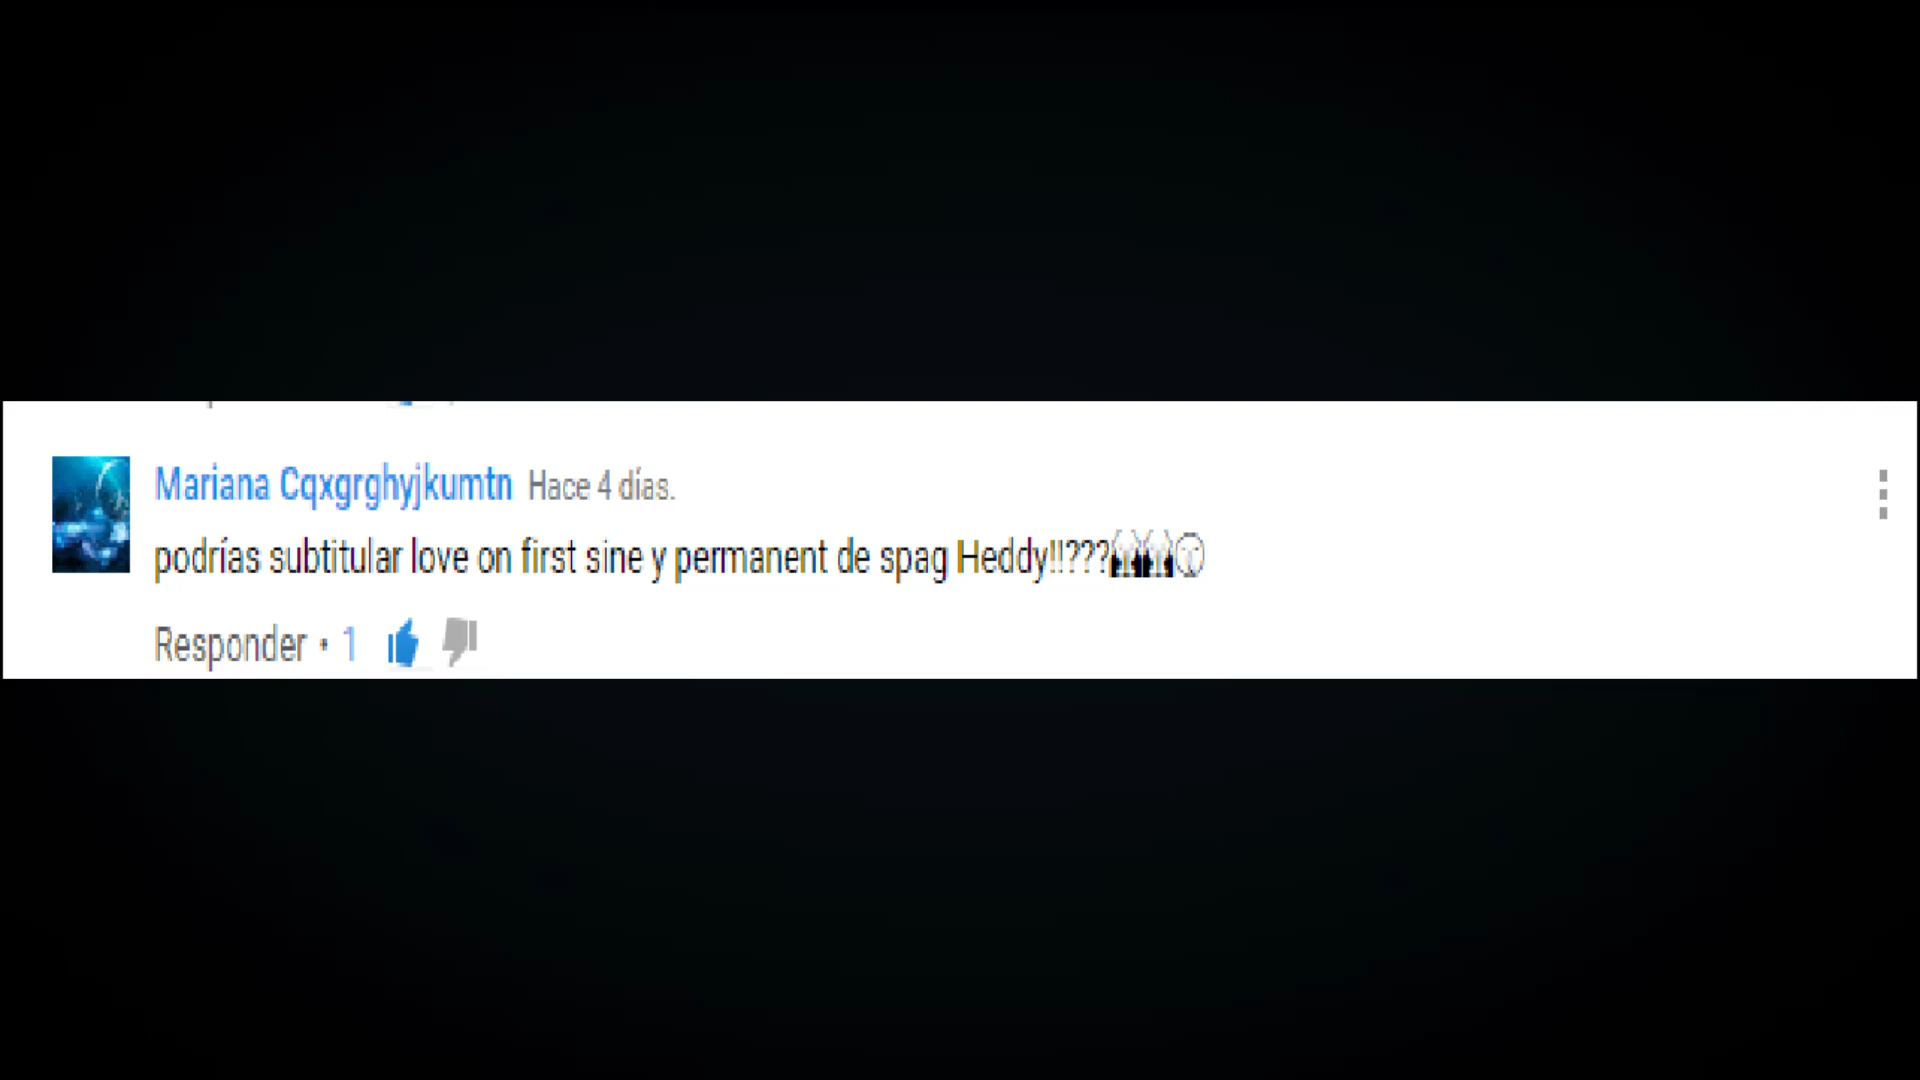 Mariana Cqxgrghyjkumtn Hace 4 días.
podrías subtitular love on first sine y permanent de spag Heddy!!???
Responder • 1